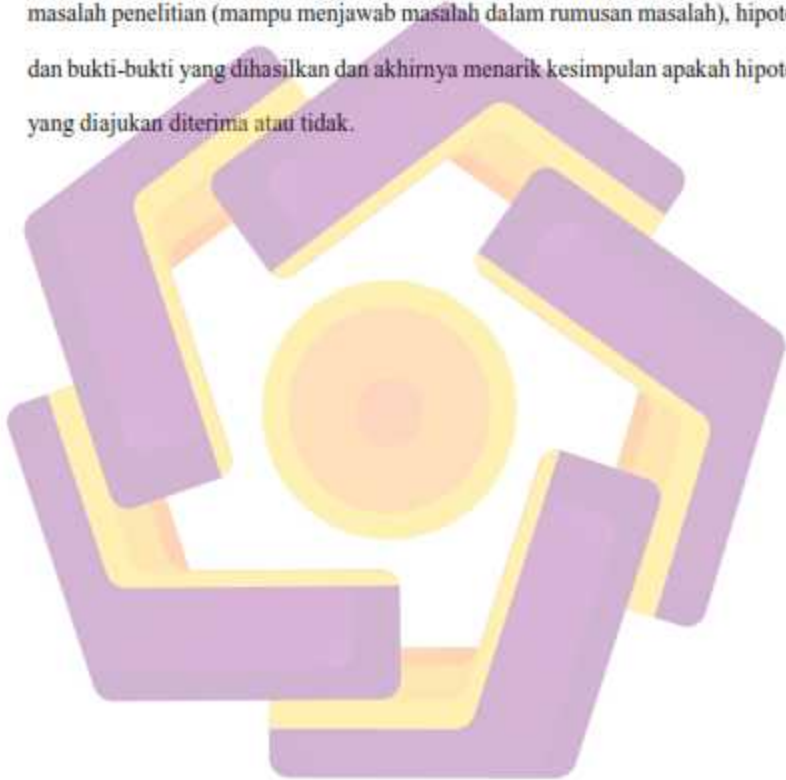 masalah penelitian (mampu menjawab masalah dalam rumusan masalah), hipot
dan bukti-bukti yang dihasilkan dan akhirnya menarik kesimpulan apakah hipot
yang diajukan diterima atau tidak.